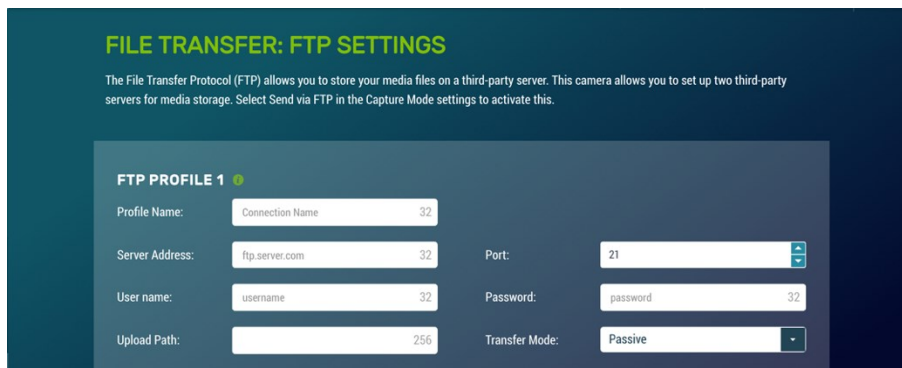 FILE TRANSFER: FTP SETTINGS
The File Transfer Protocol (FTP) allows you to store your media files on a third-party server. This camera allows you to set up two third-party
servers for media storage. Select Send via FTP in the Capture Mode settings to activate this.
FTP PROFILE 1 i
Profile Name: Connection Name 32
Server Address: ftp.server.com 32 Port: 21
User name: username 32 Password: password 32
Upload Path: 256 Transfer Mode: Passive